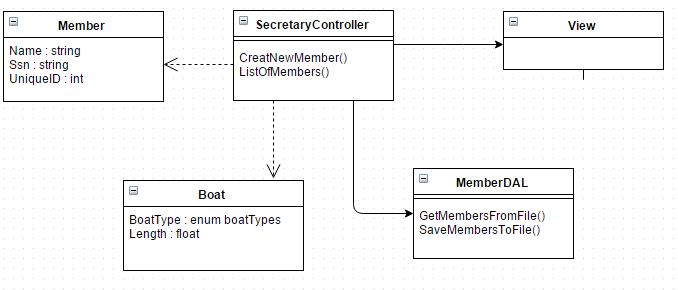 Member
Name : string
Ssn : string
UniqueID : int
SecretaryController
CreatNewMember()
ListOfMembers()
View
Boat
BoatType : enum boatTypes
Length : float
MemberDAL
GetMembersFromFile()
SaveMembersToFile()